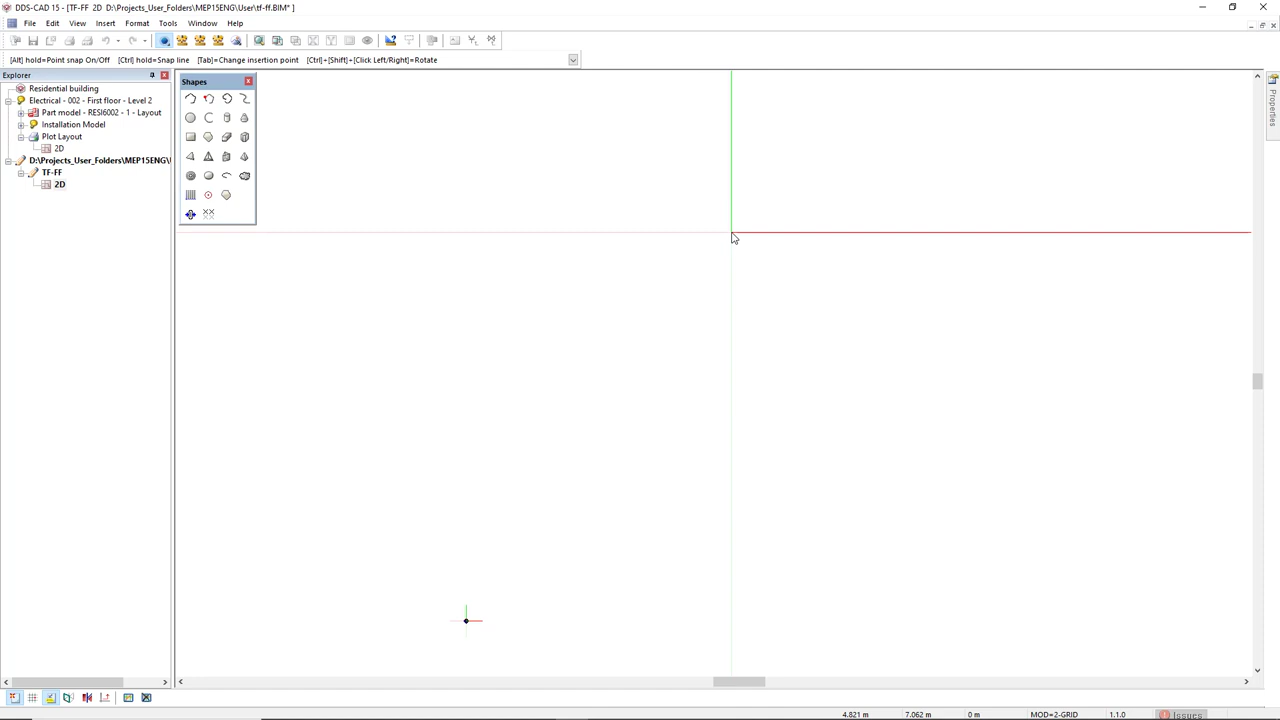 DDS-CAD 15 - [TF-FF 2D D:\Projects_User_Folders\MEP15ENG\User\tf-ff.BIM* ]
File Edit View Insert Format Tools Window Help
[Alt] hold=Point snap On/Off [Ctrl] hold=Snap line [Tab]=Change insertion point [Ctrl]+[Shift]+[Click Left/Right]=Rotate
Explorer
Residential building
Electrical - 002 - First floor - Level 2
Part model - RESI6002 - 1 - Layout
Installation Model
Plot Layout
2D
D:\Projects_User_Folders\MEP15ENG\
TF-FF
2D
Shapes
Properties
4.821 m 7.062 m 0 m MOD=2-GRID 1.1.0 Issues